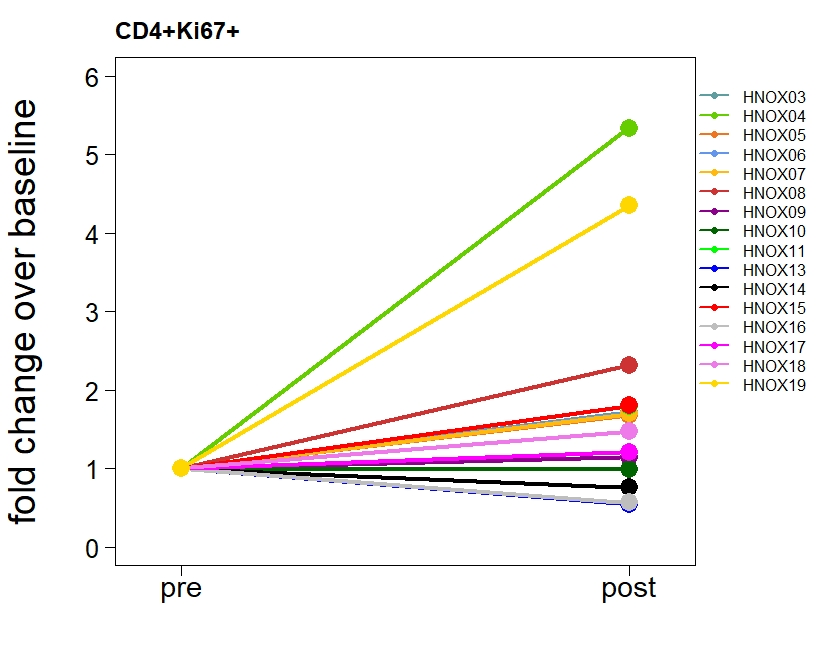 CD4+Ki67+
fold change over baseline
6
5
4
3
2
1
0
pre
post
HNOX03
HNOX04
HNOX05
HNOX06
HNOX07
HNOX08
HNOX09
HNOX10
HNOX11
HNOX13
HNOX14
HNOX15
HNOX16
HNOX17
HNOX18
HNOX19